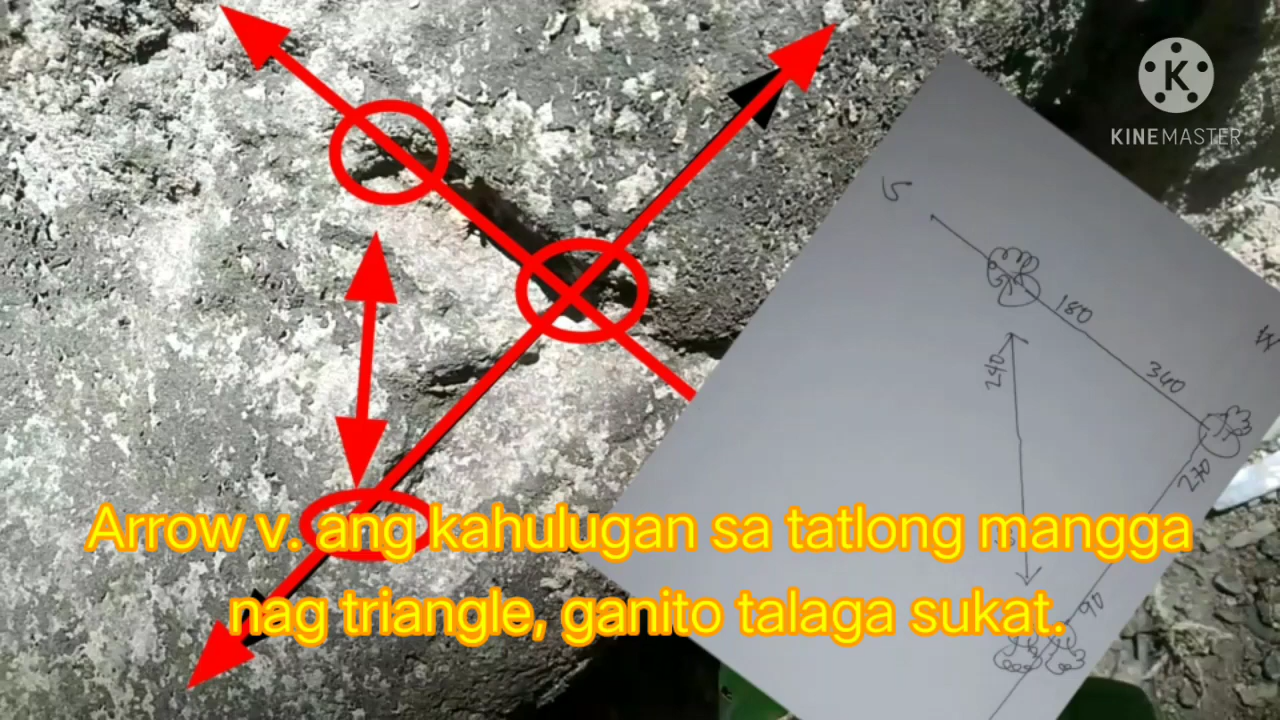 KINEMASTER
S
W
180
340
240
270
90
Arrow v. ang kahulugan sa tatlong mangga
nag triangle, ganito talaga sukat.